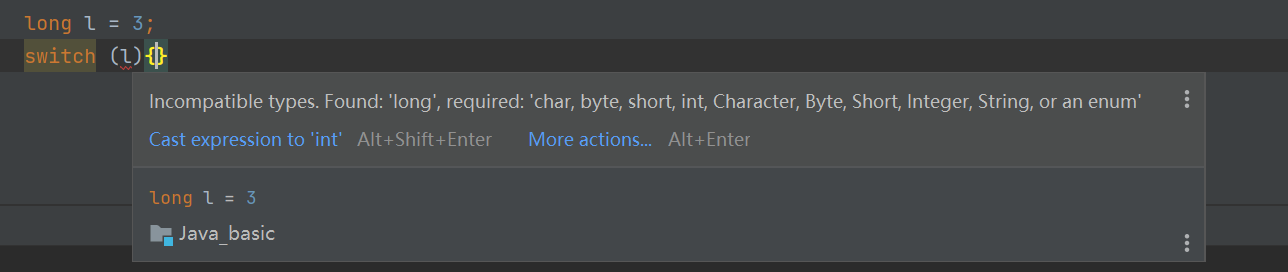 long l = 3;
switch (l){}
Incompatible types. Found: 'long', required: 'char, byte, short, int, Character, Byte, Short, Integer, String, or an enum'
Cast expression to 'int' Alt+Shift+Enter More actions... Alt+Enter
long l = 3
Java_basic